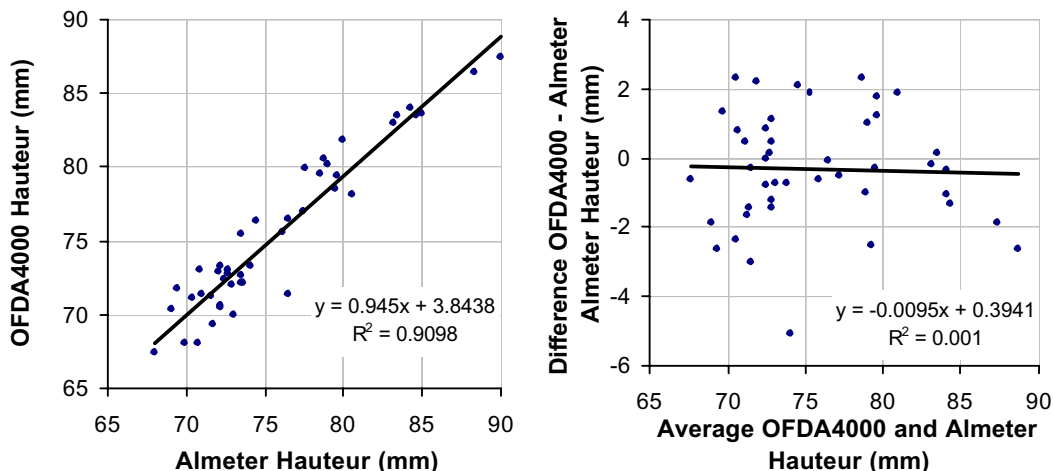 OFDA4000 Hauteur (mm)
90
85
80
75
70
65
y = 0.945x + 3.8438
R² = 0.9098
65 70 75 80 85 90
Almeter Hauteur (mm)
Difference OFDA4000 - Almeter
Hauteur (mm)
4
2
0
-2
-4
-6
y = -0.0095x + 0.3941
R² = 0.001
65 70 75 80 85 90
Average OFDA4000 and Almeter
Hauteur (mm)